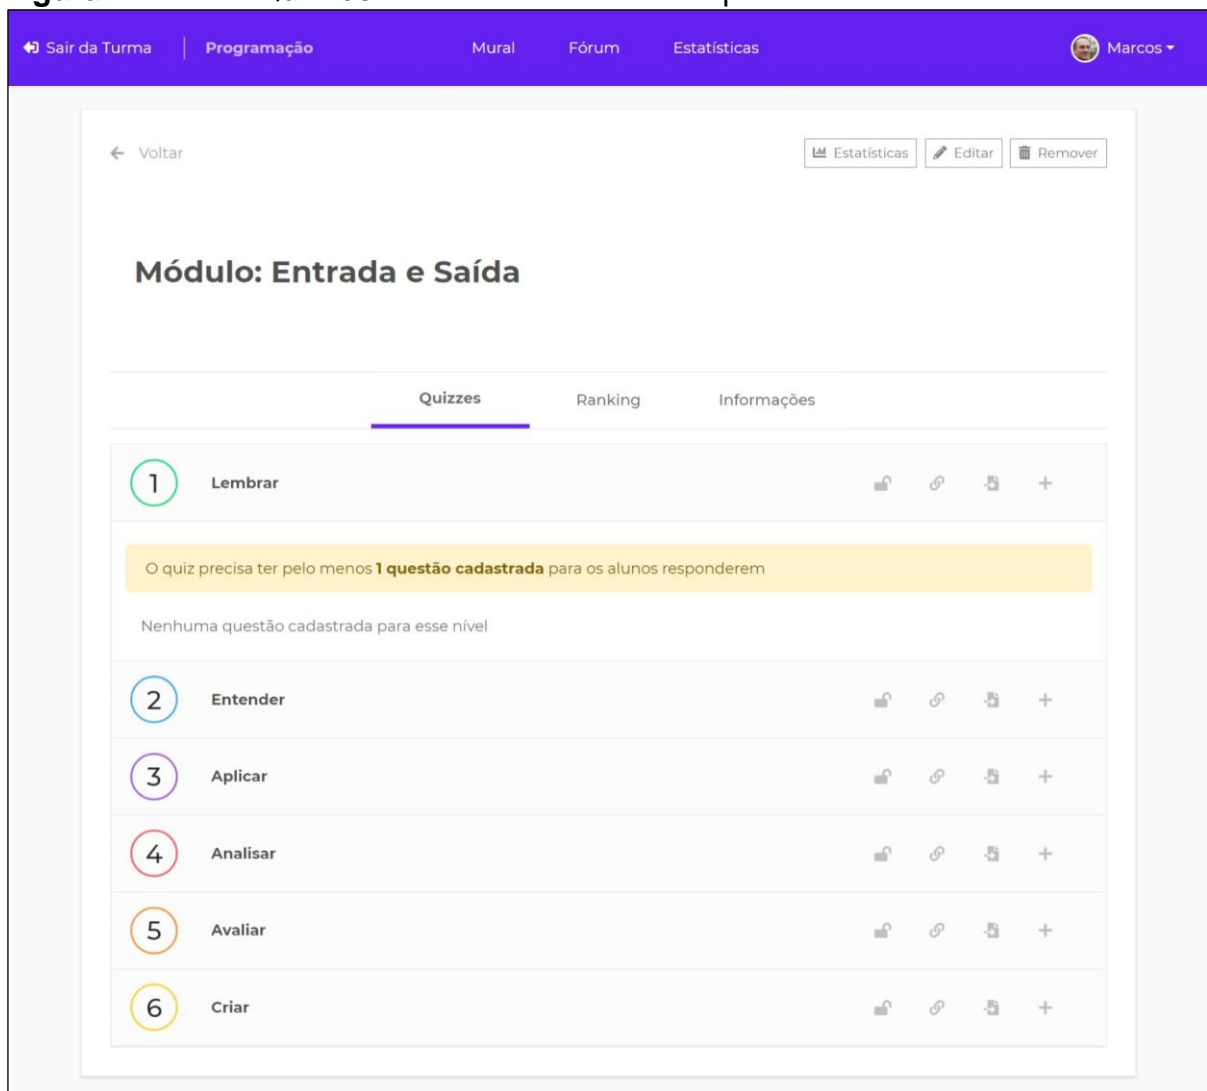 Sair da Turma Programação Mural Fórum Estatísticas Marcos
Voltar Estatísticas Editar Remover
Módulo: Entrada e Saída
Quizzes Ranking Informações
1 Lembrar
O quiz precisa ter pelo menos 1 questão cadastrada para os alunos responderem
Nenhuma questão cadastrada para esse nível
2 Entender
3 Aplicar
4 Analisar
5 Avaliar
6 Criar